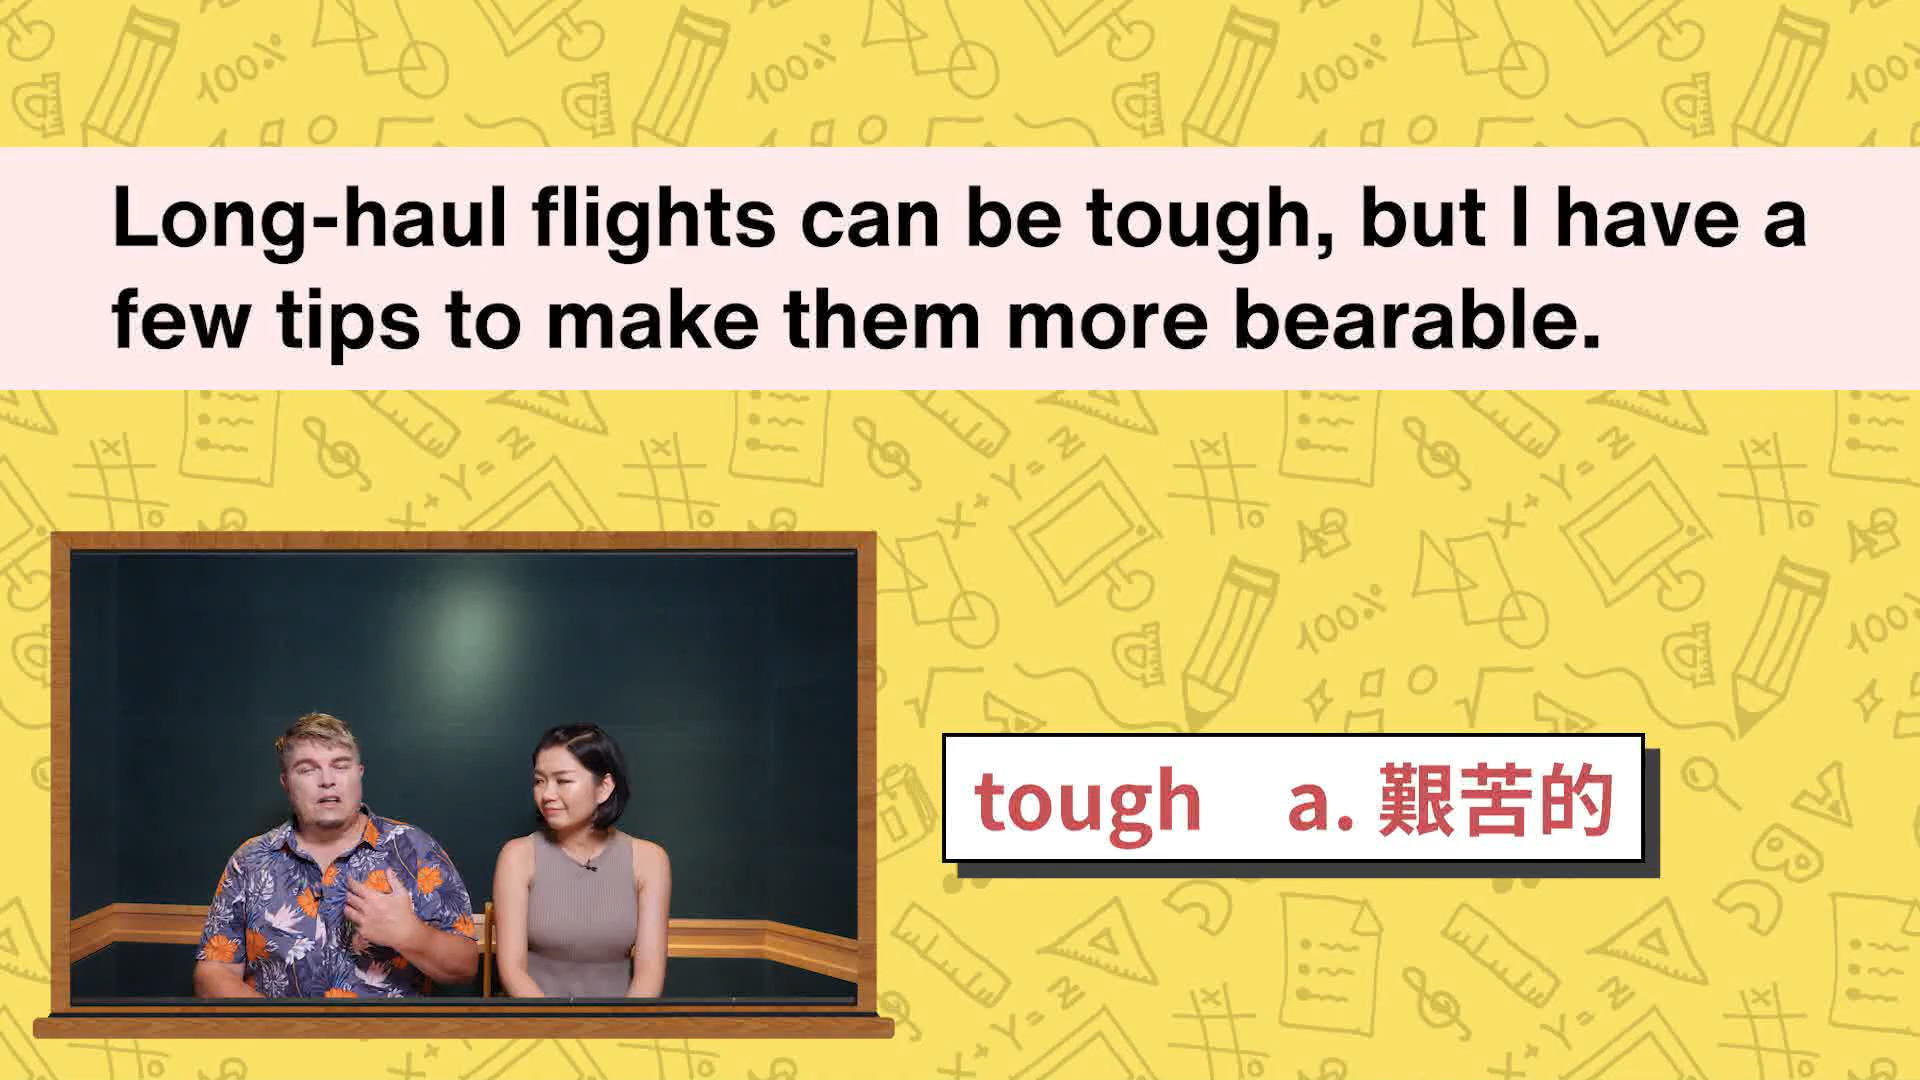 Long-haul flights can be tough, but I have a
few tips to make them more bearable.
tough a. 艱苦的